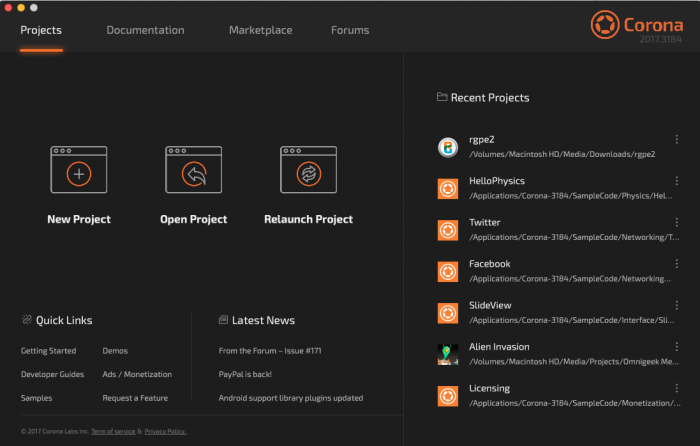 Projects
Documentation
Marketplace
Forums
Corona
2017.3184
New Project
Open Project
Relaunch Project
Quick Links
Getting Started
Demos
Developer Guides
Ads / Monetization
Samples
Request a Feature
Latest News
From the Forum – Issue #171
PayPal is back!
Android support library plugins updated
© 2017 Corona Labs Inc. Term of service & Privacy Policy.
Recent Projects
rgpe2
/Volumes/Macintosh HD/Media/Downloads/rgpe2
HelloPhysics
/Applications/Corona-3184/SampleCode/Physics/Hel...
Twitter
/Applications/Corona-3184/SampleCode/Networking/T...
Facebook
/Applications/Corona-3184/SampleCode/Networking...
SlideView
/Applications/Corona-3184/SampleCode/Interface/Sli...
Alien Invasion
/Volumes/Macintosh HD/Media/Projects/Omnigeek Me...
Licensing
/Applications/Corona-3184/SampleCode/Monetization/...